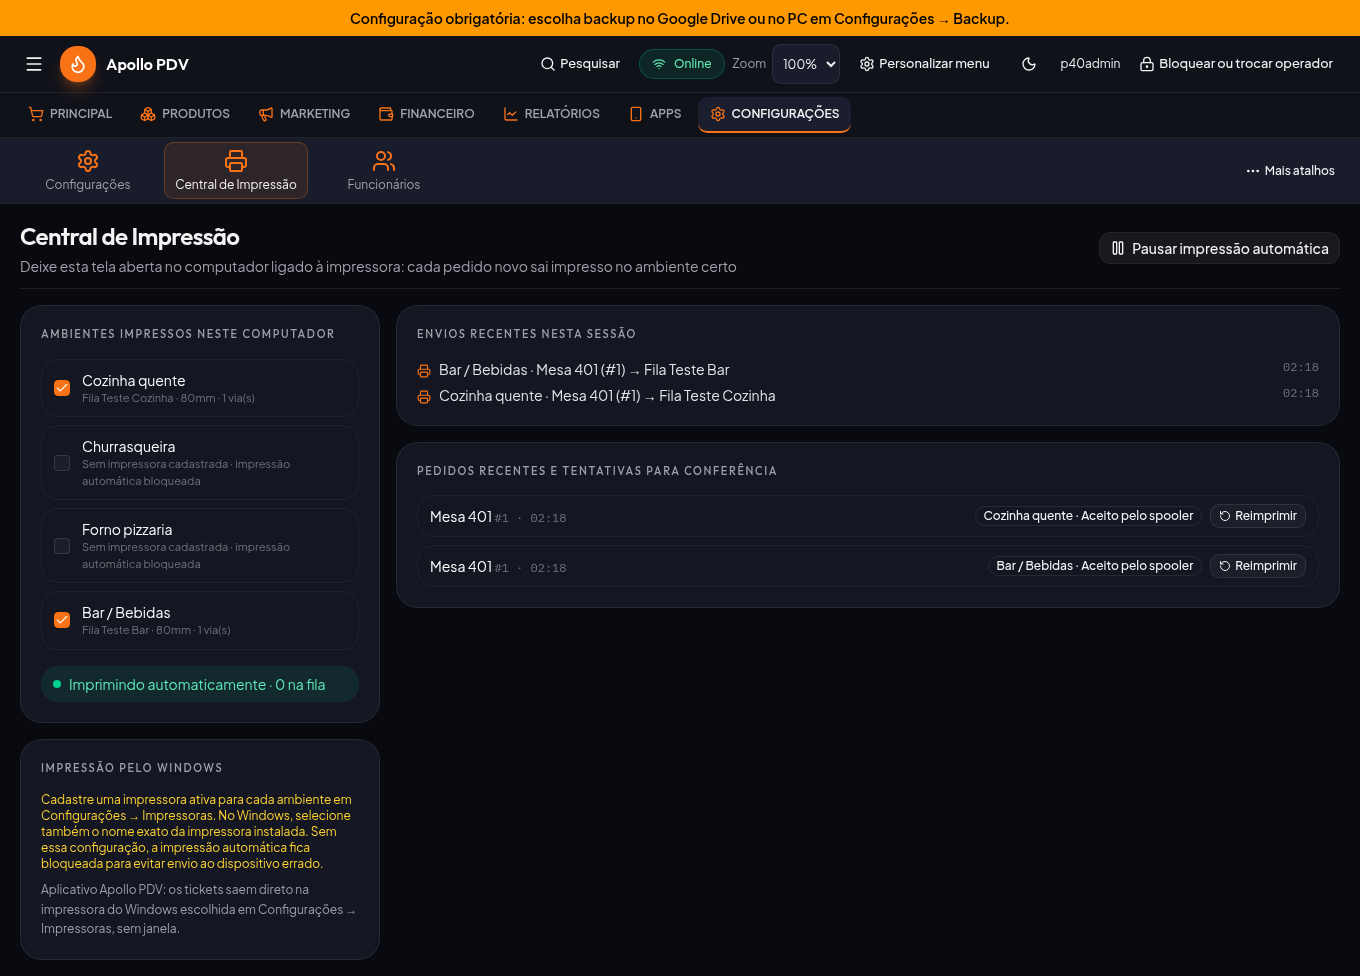 Configuração obrigatória: escolha backup no Google Drive ou no PC em Configurações → Backup.
Apollo PDV
Pesquisar
Online
Zoom
100%
Personalizar menu
p40admin
Bloquear ou trocar operador
PRINCIPAL
PRODUTOS
MARKETING
FINANCEIRO
RELATÓRIOS
APPS
CONFIGURAÇÕES
Configurações
Central de Impressão
Funcionários
Mais atalhos
Central de Impressão
Deixe esta tela aberta no computador ligado à impressora: cada pedido novo sai impresso no ambiente certo
Pausar impressão automática
AMBIENTES IMPRESSOS NESTE COMPUTADOR
Cozinha quente
Fila Teste Cozinha · 80mm · 1 via(s)
Churrasqueira
Sem impressora cadastrada · impressão
automática bloqueada
Forno pizzaria
Sem impressora cadastrada · impressão
automática bloqueada
Bar / Bebidas
Fila Teste Bar · 80mm · 1 via(s)
Imprimindo automaticamente · 0 na fila
IMPRESSÃO PELO WINDOWS
Cadastre uma impressora ativa para cada ambiente em
Configurações → Impressoras. No Windows, selecione
também o nome exato da impressora instalada. Sem
essa configuração, a impressão automática fica
bloqueada para evitar envio ao dispositivo errado.
Aplicativo Apollo PDV: os tickets saem direto na
impressora do Windows escolhida em Configurações →
Impressoras, sem janela.
ENVIOS RECENTES NESTA SESSÃO
Bar / Bebidas · Mesa 401 (#1) → Fila Teste Bar 02:18
Cozinha quente · Mesa 401 (#1) → Fila Teste Cozinha 02:18
PEDIDOS RECENTES E TENTATIVAS PARA CONFERÊNCIA
Mesa 401 #1 · 02:18 Cozinha quente · Aceito pelo spooler Reimprimir
Mesa 401 #1 · 02:18 Bar / Bebidas · Aceito pelo spooler Reimprimir